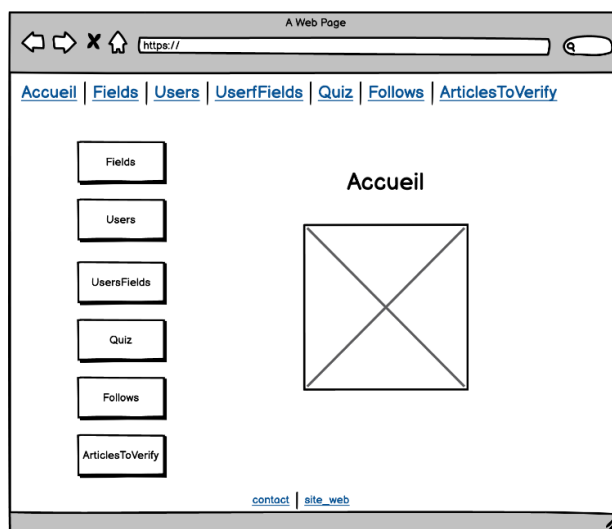 A Web Page
https://
Accueil | Fields | Users | UserfFields | Quiz | Follows | ArticlesToVerify
Fields
Accueil
Users
UsersFields
Quiz
Follows
ArticlesToVerify
contact | site_web